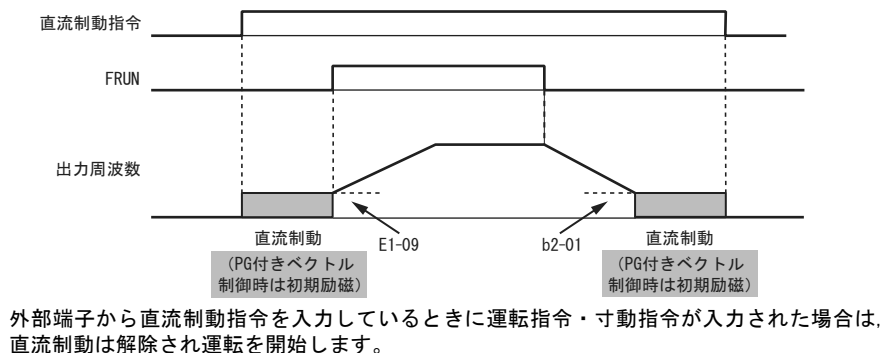 直流制動指令
FRUN
出力周波数
直流制動
E1-09
b2-01
直流制動
(PG付きベクトル
制御時は初期励磁)
(PG付きベクトル
制御時は初期励磁)
外部端子から直流制動指令を入力しているときに運転指令・寸動指令が入力された場合は,
直流制動は解除され運転を開始します。